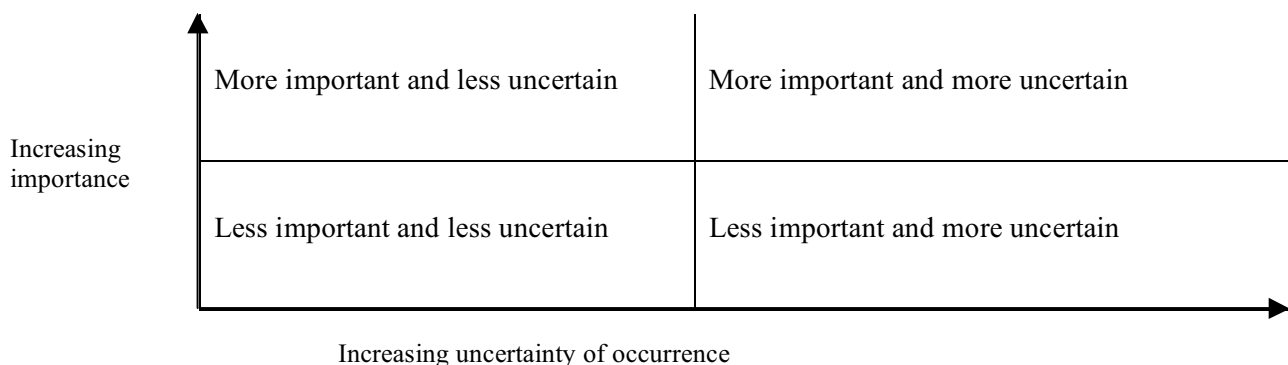 More important and less uncertain
More important and more uncertain
Increasing
importance
Less important and less uncertain
Less important and more uncertain
Increasing uncertainty of occurrence